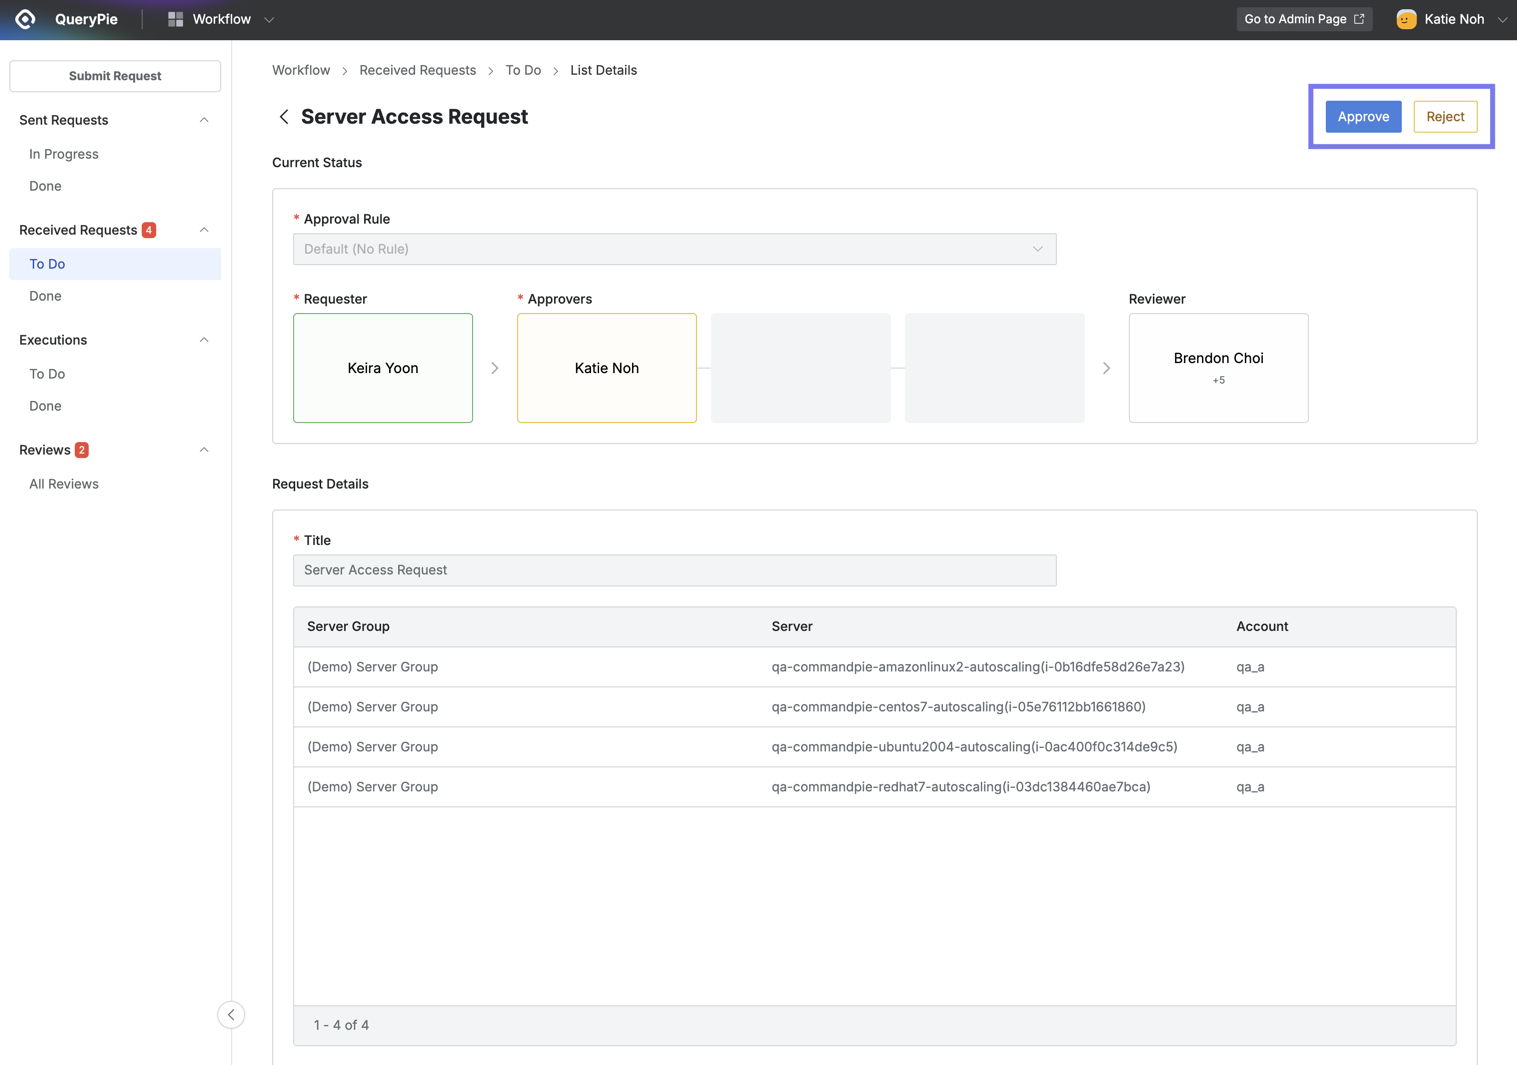 QueryPie
Workflow
Go to Admin Page
Katie Noh
Submit Request
Sent Requests
In Progress
Done
Received Requests 4
To Do
Done
Executions
To Do
Done
Reviews 2
All Reviews
Workflow > Received Requests > To Do > List Details
Server Access Request
Approve
Reject
Current Status
* Approval Rule
Default (No Rule)
* Requester
* Approvers
Reviewer
Keira Yoon
Katie Noh
Brendon Choi
+5
Request Details
* Title
Server Access Request
Server Group Server Account
(Demo) Server Group qa-commandpie-amazonlinux2-autoscaling(i-0b16dfe58d26e7a23) qa_a
(Demo) Server Group qa-commandpie-centos7-autoscaling(i-05e76112bb1661860) qa_a
(Demo) Server Group qa-commandpie-ubuntu2004-autoscaling(i-0ac400f0c314de9c5) qa_a
(Demo) Server Group qa-commandpie-redhat7-autoscaling(i-03dc1384460ae7bca) qa_a
1 - 4 of 4